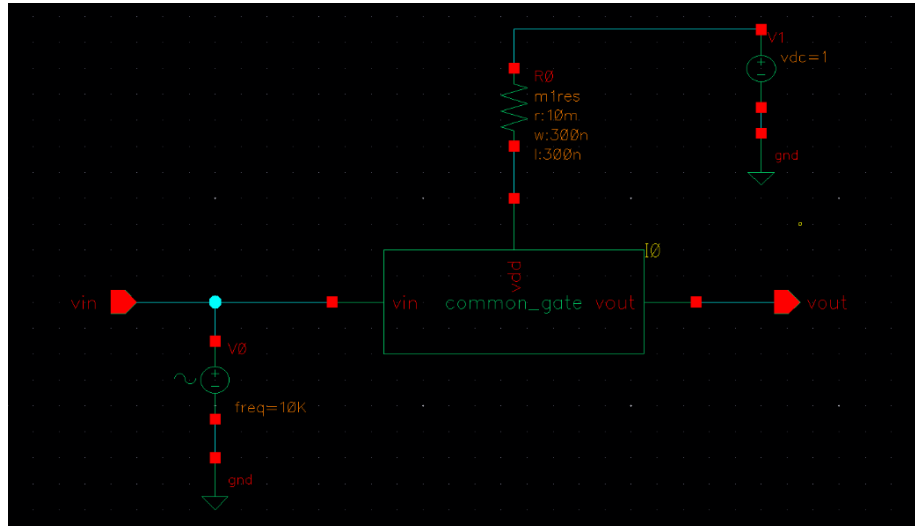 V1
vdc=1
R0
m1res
r:10m
w:300n
l:300n
gnd
I0
vdd
vin
vin
common_gate
vout
vout
V0
freq=10K
gnd